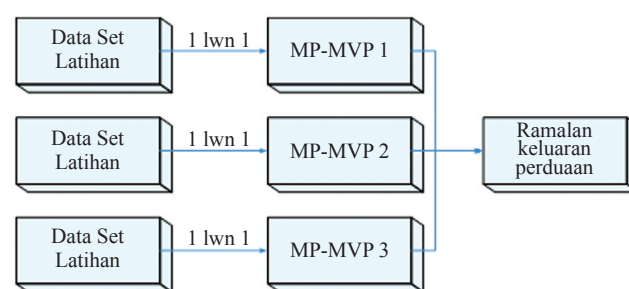 Data Set
Latihan
1 lwn 1
MP-MVP 1
Data Set
Latihan
1 lwn 1
MP-MVP 2
Ramalan
keluaran
perduaan
Data Set
Latihan
1 lwn 1
MP-MVP 3